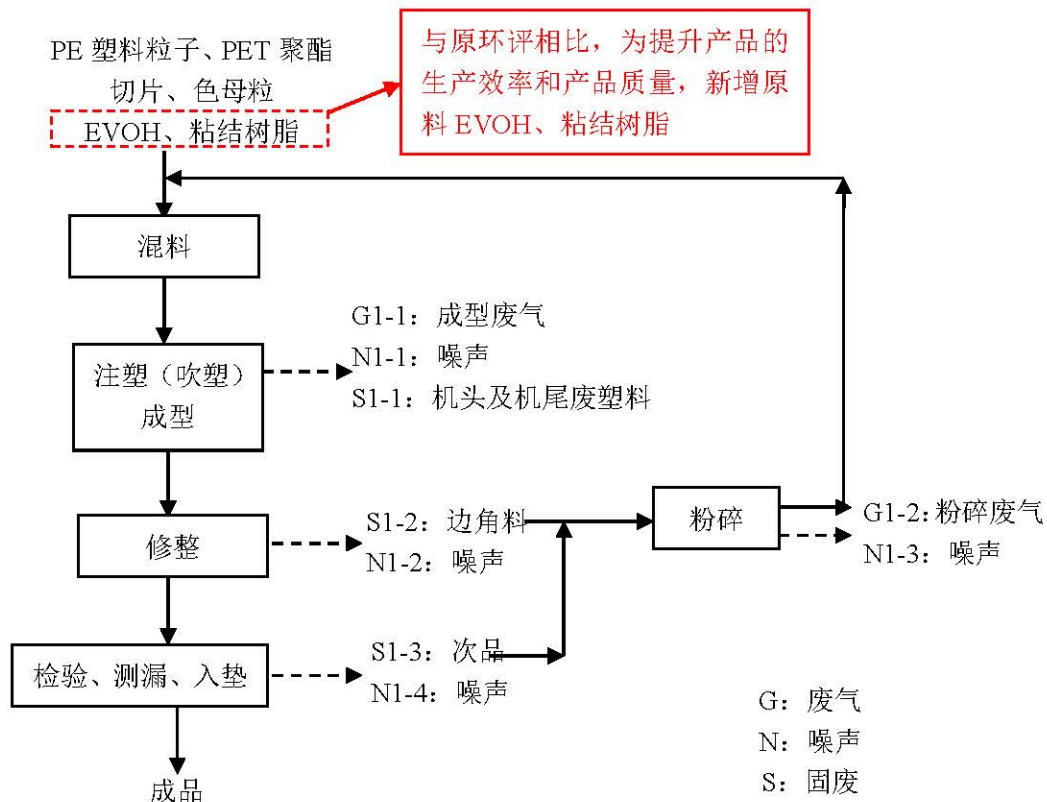 PE 塑料粒子、PET 聚酯
切片、色母粒
EVOH、粘结树脂
与原环评相比，为提升产品的
生产效率和产品质量，新增原
料 EVOH、粘结树脂
混料
注塑（吹塑）
成型
G1-1：成型废气
N1-1：噪声
S1-1：机头及机尾废塑料
修整
S1-2：边角料
N1-2：噪声
粉碎
G1-2：粉碎废气
N1-3：噪声
检验、测漏、入垫
S1-3：次品
N1-4：噪声
成品
G：废气
N：噪声
S：固废